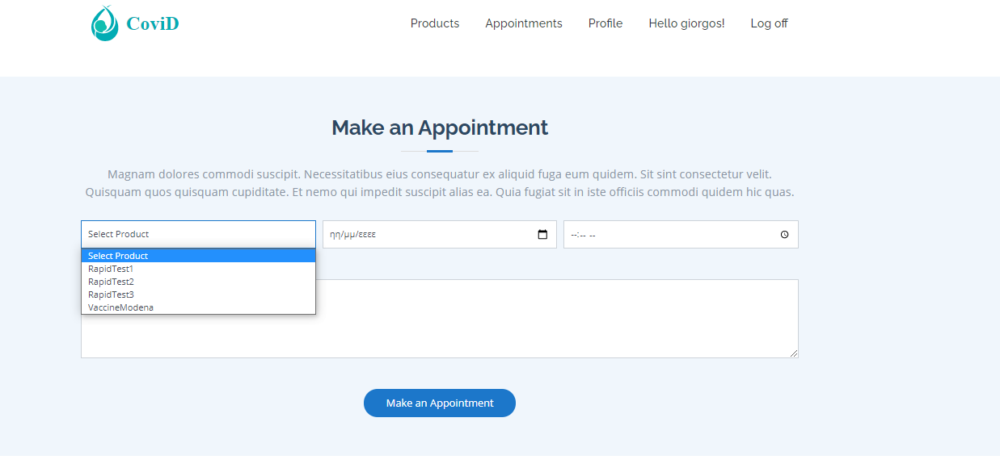 CoviD
Products Appointments Profile Hello giorgos! Log off
Make an Appointment
Magnam dolores commodi suscipit. Necessitatibus eius consequatur ex aliquid fuga eum quidem. Sit sint consectetur velit.
Quisquam quos quisquam cupiditate. Et nemo qui impedit suscipit alias ea. Quia fugiat sit in iste officiis commodi quidem hic quas.
Select Product ηη/μμ/εεεε --:-- --
Select Product
RapidTest1
RapidTest2
RapidTest3
VaccineModena
Make an Appointment